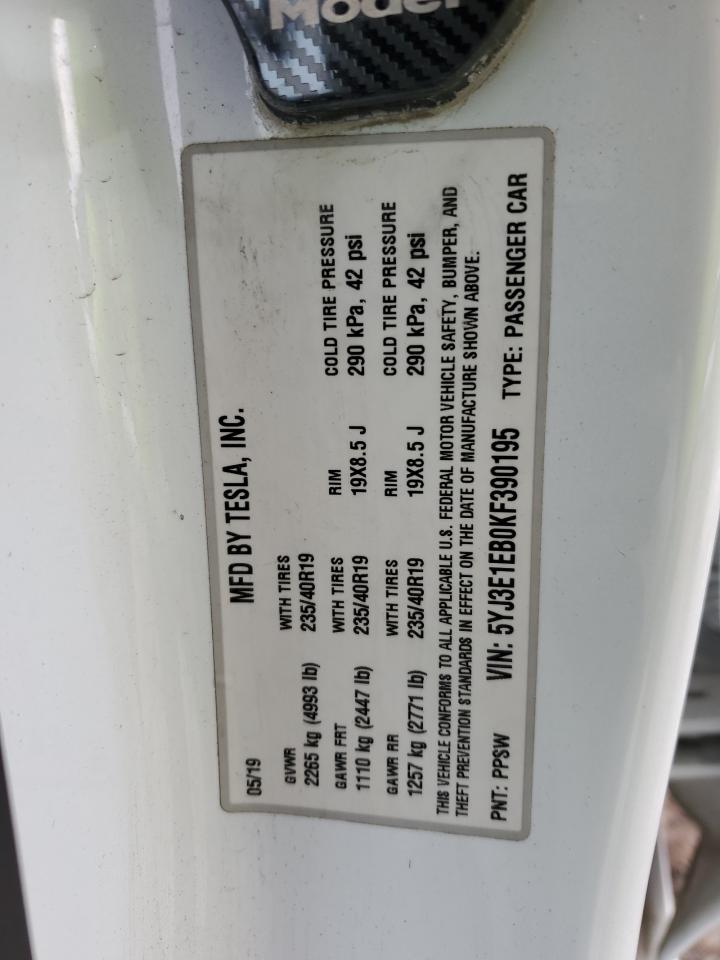 Model
05/19 MFD BY TESLA, INC.
GVWR WITH TIRES
2265 kg (4993 lb) 235/40R19
GAWR FRT WITH TIRES RIM COLD TIRE PRESSURE
1110 kg (2447 lb) 235/40R19 19X8.5 J 290 kPa, 42 psi
GAWR RR WITH TIRES RIM COLD TIRE PRESSURE
1257 kg (2771 lb) 235/40R19 19X8.5 J 290 kPa, 42 psi
THIS VEHICLE CONFORMS TO ALL APPLICABLE U.S. FEDERAL MOTOR VEHICLE SAFETY, BUMPER, AND
THEFT PREVENTION STANDARDS IN EFFECT ON THE DATE OF MANUFACTURE SHOWN ABOVE.
PNT: PPSW VIN: 5YJ3E1EB0KF390195 TYPE: PASSENGER CAR